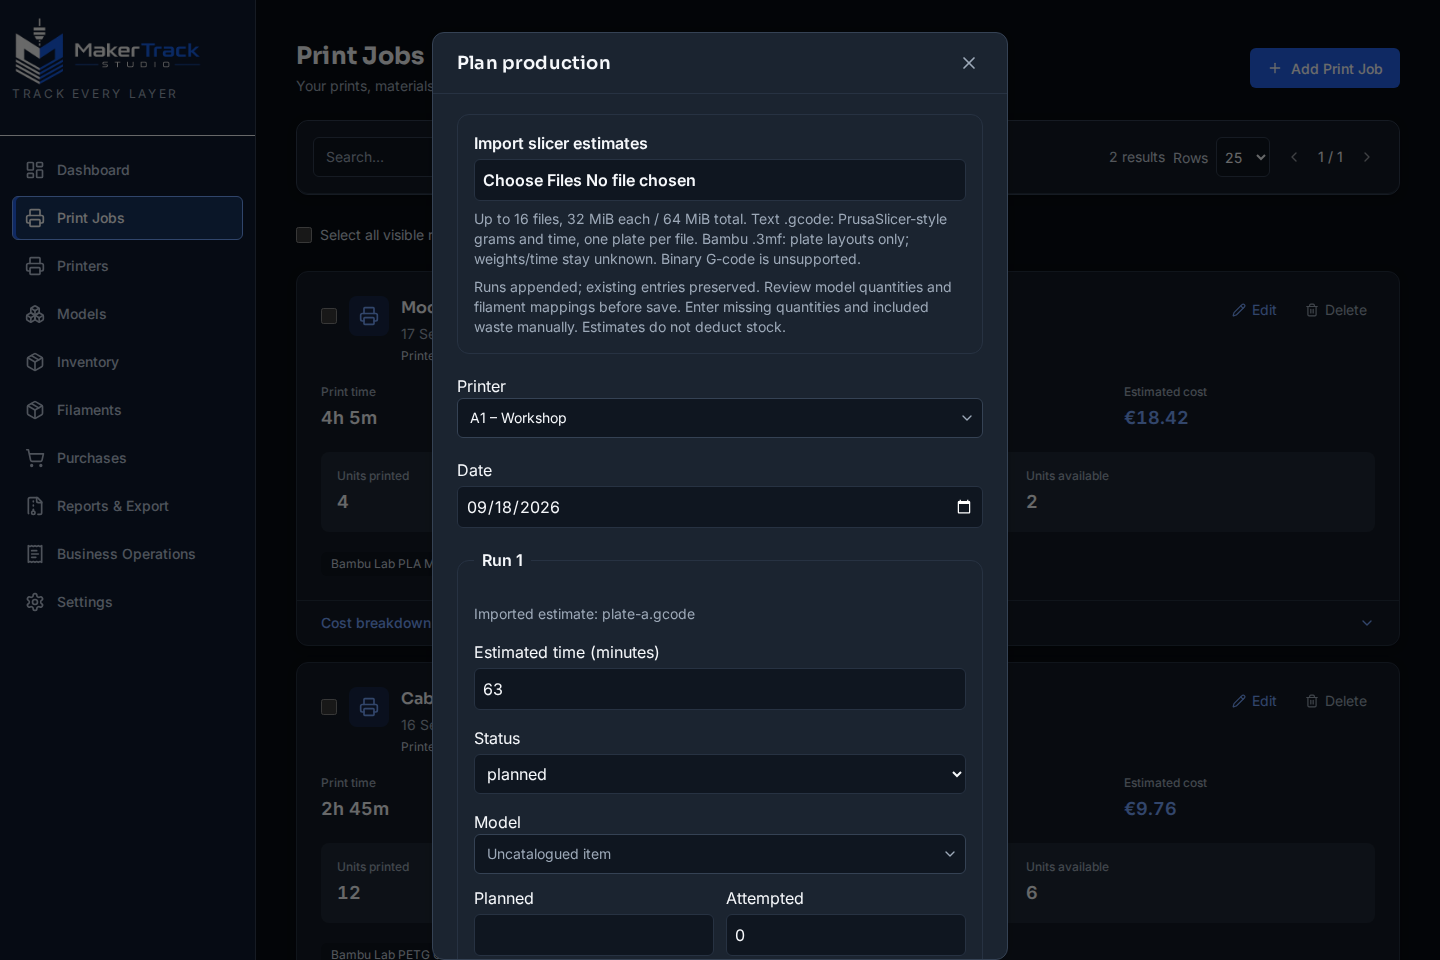 MakerTrack
STUDIO
TRACK EVERY LAYER
Dashboard
Print Jobs
Printers
Models
Inventory
Filaments
Purchases
Reports & Export
Business Operations
Settings
Print Jobs
Your prints, materials
Add Print Job
Search...
2 results Rows 25 1 / 1
Select all visible
17 Se
Edit Delete
Print time
4h 5m
Estimated cost
€18.42
Units printed
4
Units available
2
Bambu Lab PLA M
Cost breakdown
Cab
16 Se
Edit Delete
Print time
2h 45m
Estimated cost
€9.76
Units printed
12
Units available
6
Bambu Lab PETG
Plan production
Import slicer estimates
Choose Files No file chosen
Up to 16 files, 32 MiB each / 64 MiB total. Text .gcode: PrusaSlicer-style
grams and time, one plate per file. Bambu .3mf: plate layouts only;
weights/time stay unknown. Binary G-code is unsupported.
Runs appended; existing entries preserved. Review model quantities and
filament mappings before save. Enter missing quantities and included
waste manually. Estimates do not deduct stock.
Printer
A1 – Workshop
Date
09/18/2026
Run 1
Imported estimate: plate-a.gcode
Estimated time (minutes)
63
Status
planned
Model
Uncatalogued item
Planned Attempted
0